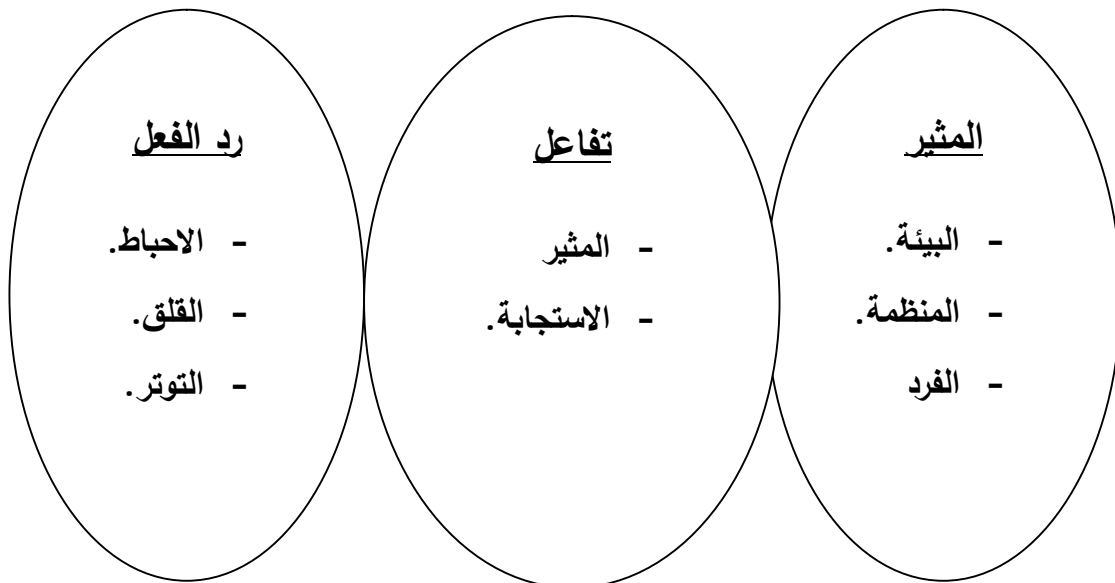 المثير
- البيئة.
- المنظمة.
- الفرد
تفاعل
- المثير
- الاستجابة.
رد الفعل
- الاحباط.
- القلق.
- التوتر.